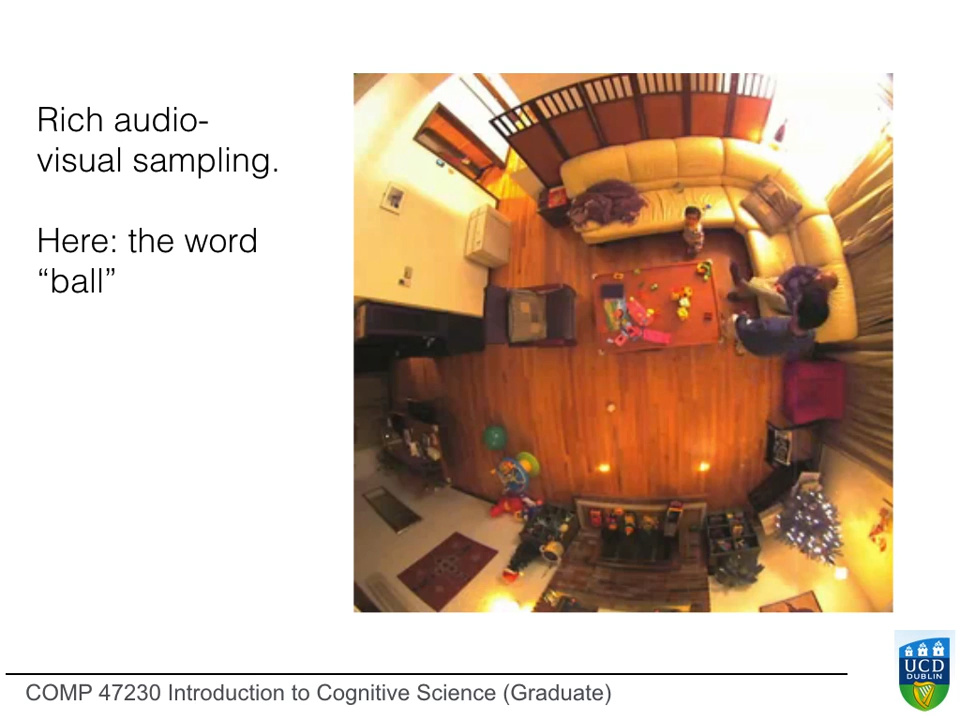 Rich audio-
visual sampling.
Here: the word
“ball”
COMP 47230 Introduction to Cognitive Science (Graduate)
UCD
DUBLIN